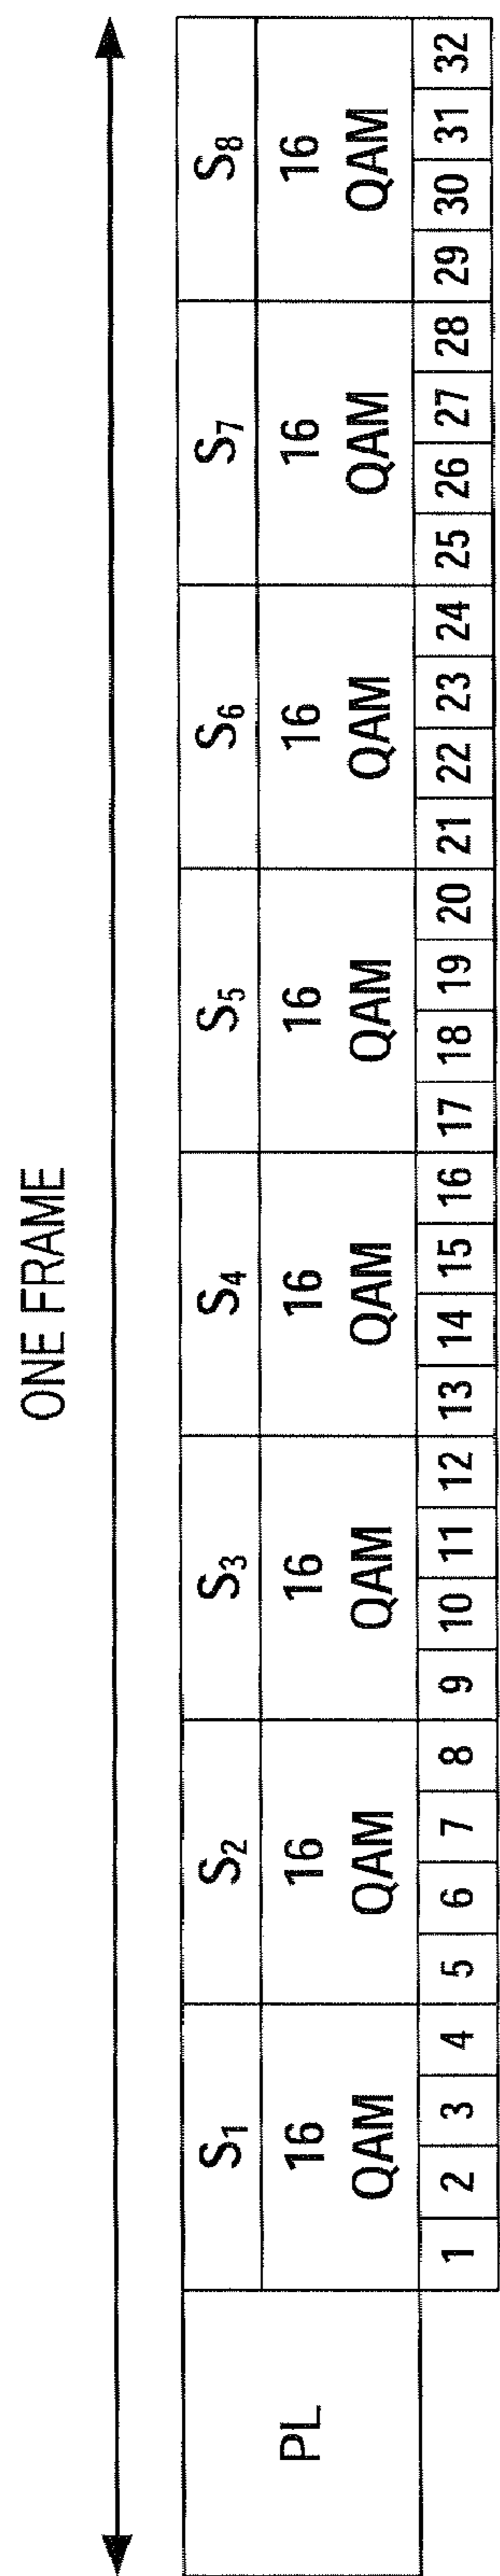 ONE FRAME
PL S₁ S₂ S₃ S₄ S₅ S₆ S₇ S₈
16 16 16 16 16 16 16 16
QAM QAM QAM QAM QAM QAM QAM QAM
1 2 3 4 5 6 7 8 9 10 11 12 13 14 15 16 17 18 19 20 21 22 23 24 25 26 27 28 29 30 31 32